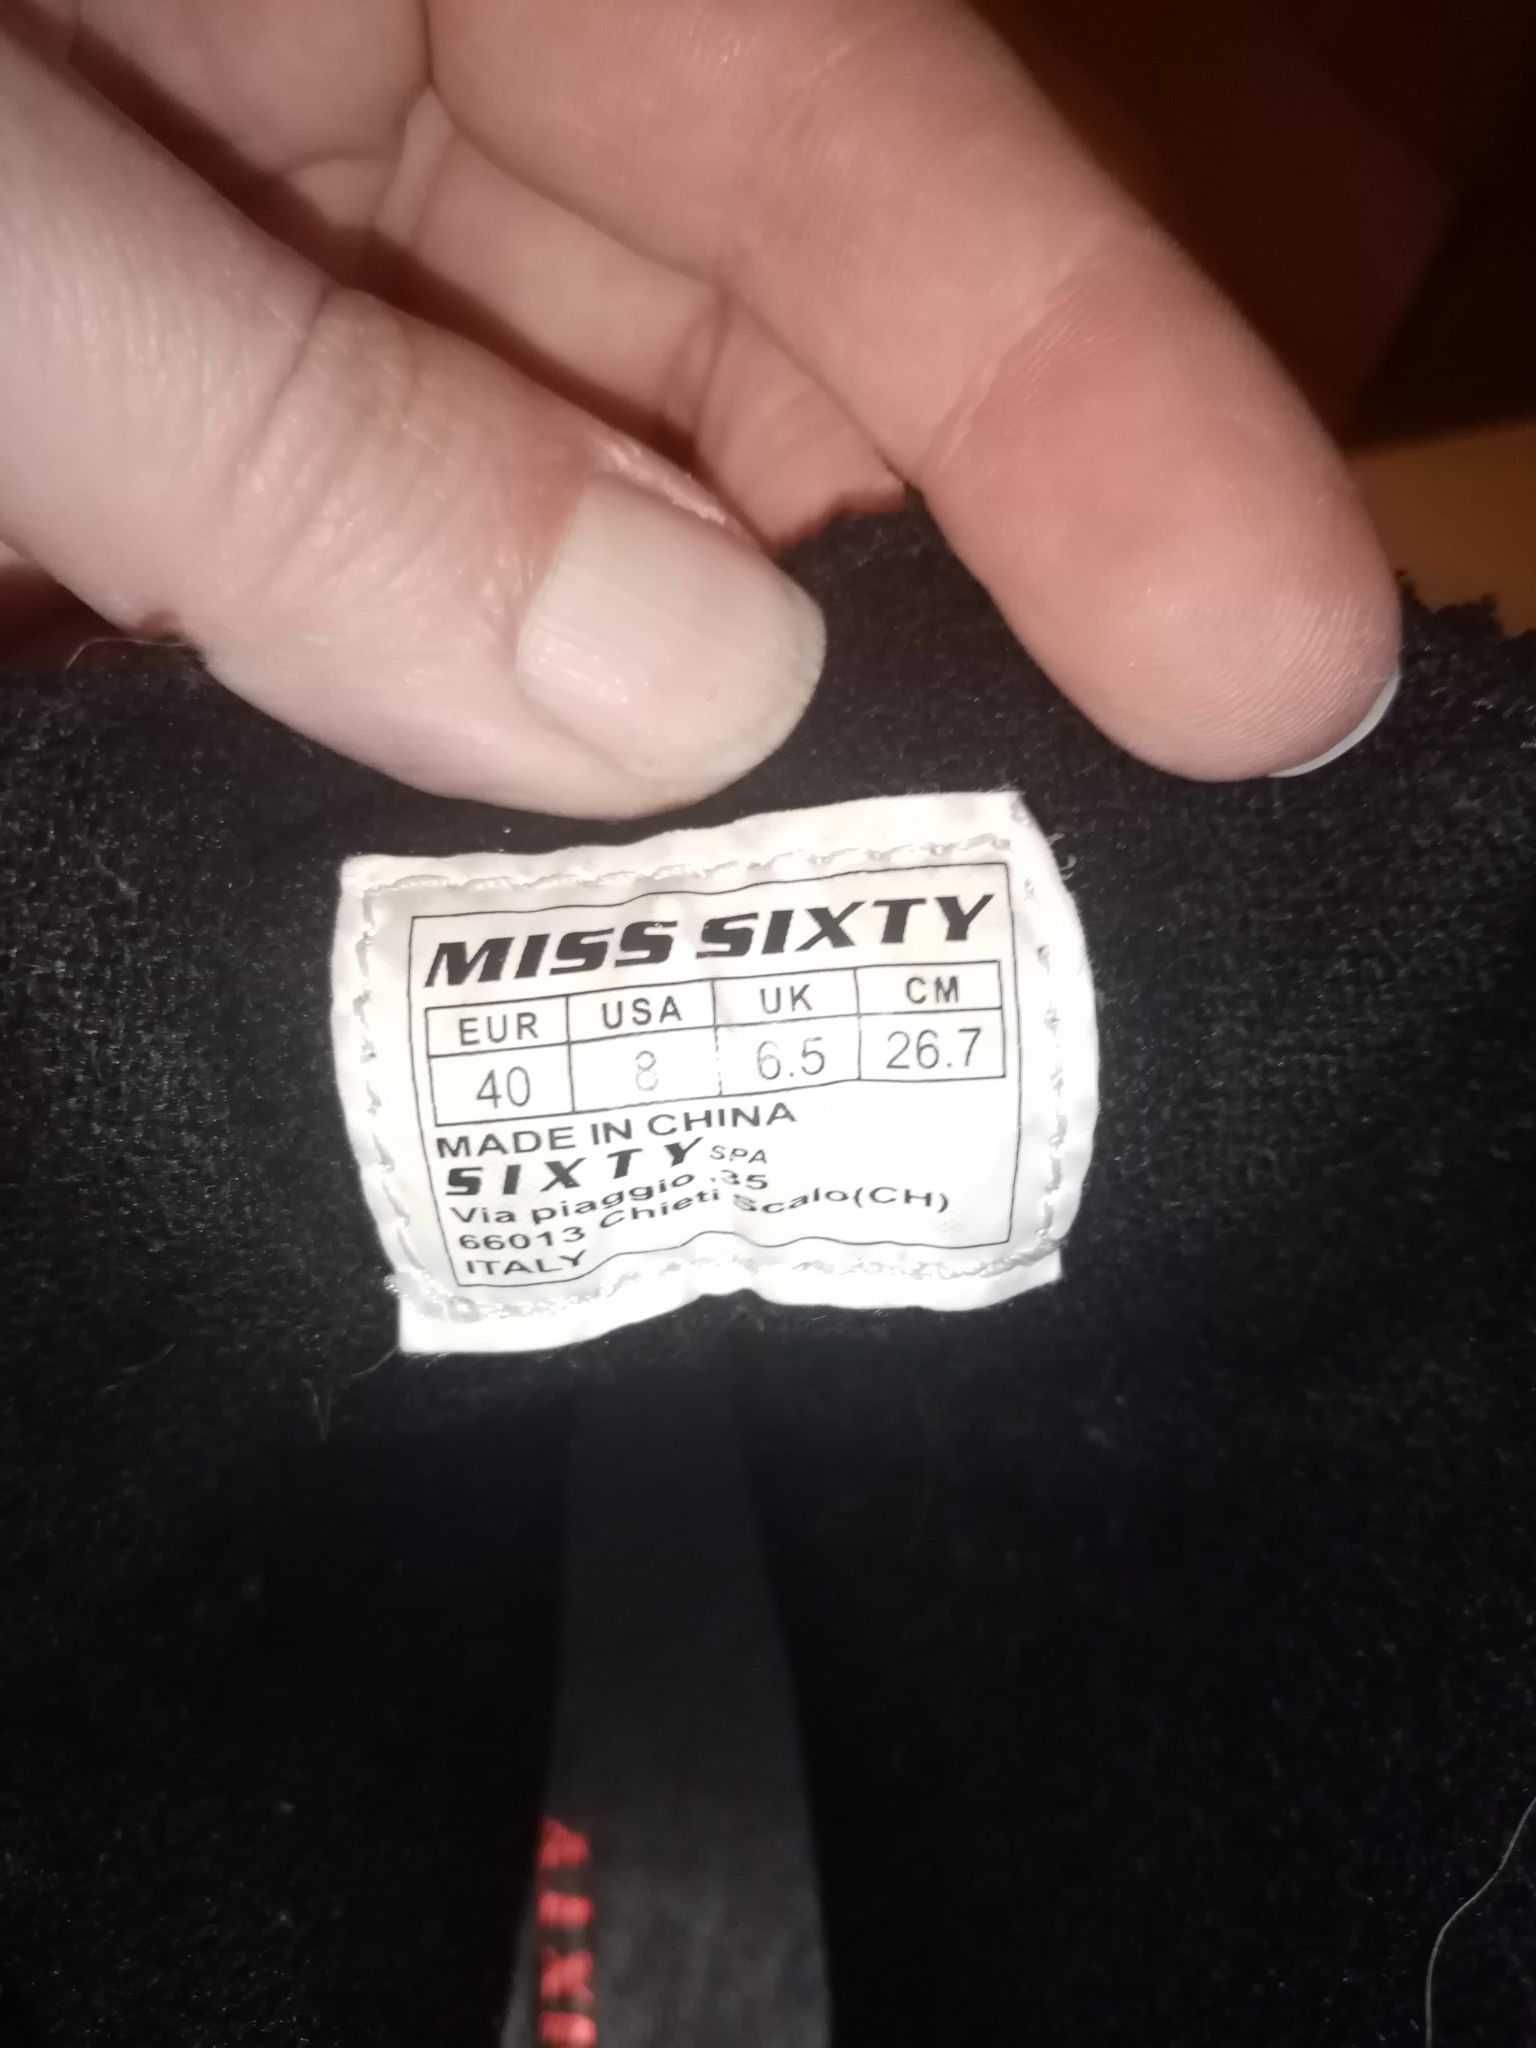 MISS SIXTY
EUR USA UK CM
40 8 6.5 26.7
MADE IN CHINA
SIXTY SPA
Via piaggio ,35
66013 Chieti Scalo(CH)
ITALY